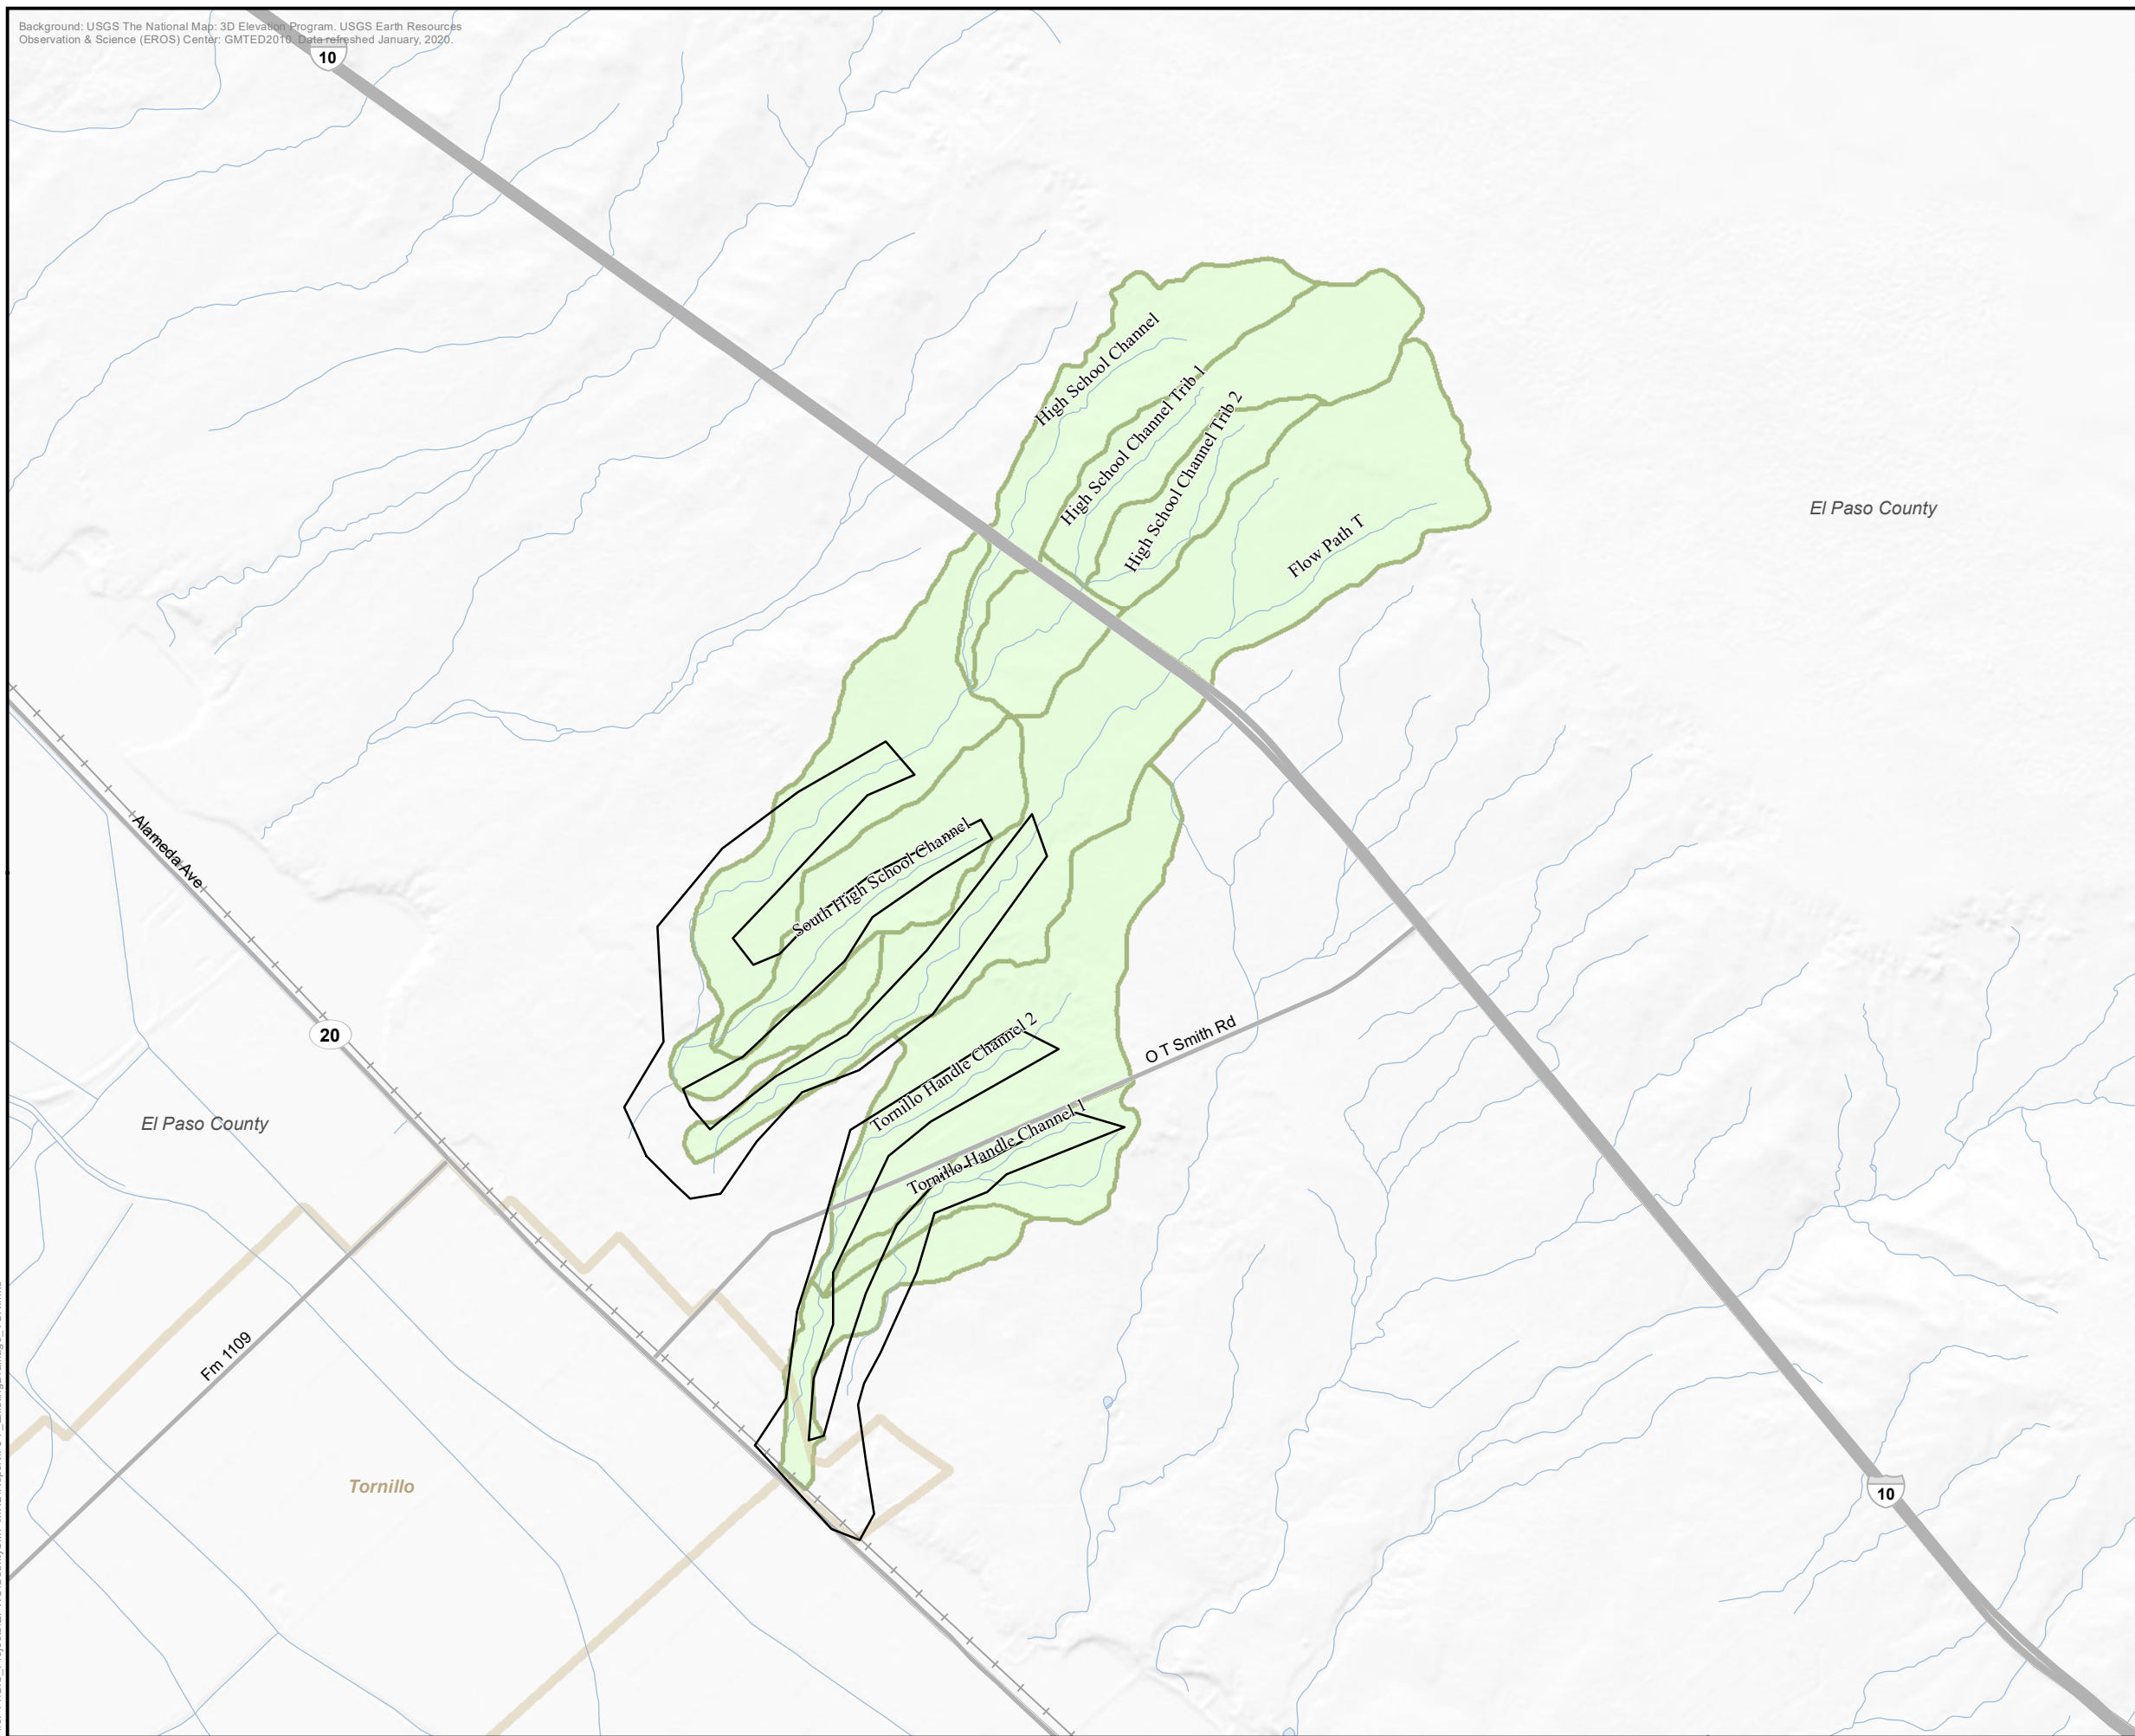 Background: USGS The National Map: 3D Elevation Program. USGS Earth Resources
Observation & Science (EROS) Center: GMTED2010. Data refreshed January, 2020.
10
High School Channel
High School Channel Trib 1
High School Channel Trib 2
El Paso County
Flow Path T
Alameda Ave
South High School Channel
20
Tornillo Handle Channel 2
O T Smith Rd
El Paso County
Tornillo Handle Channel 1
Fm 1109
Tornillo
10